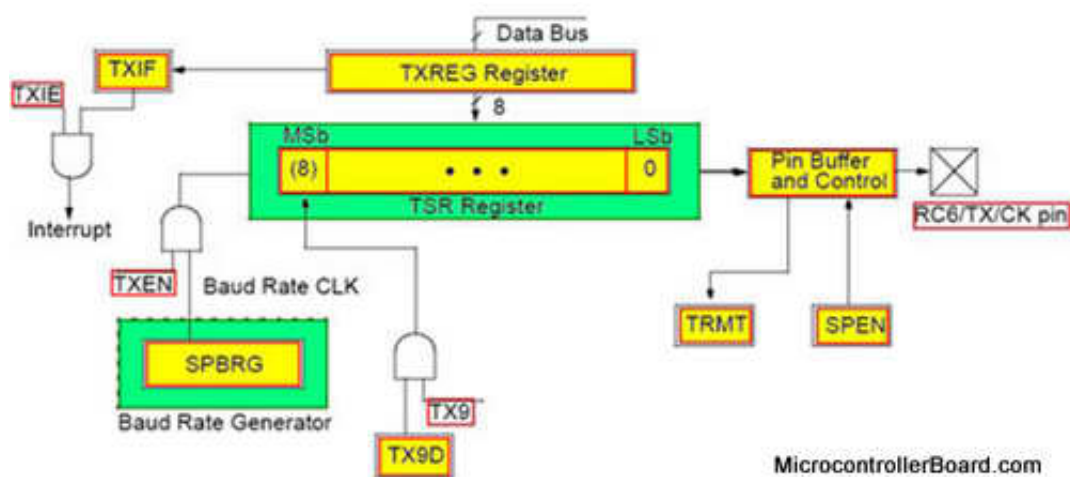 Data Bus
TXIF
TXREG Register
TXIE
8
MSb
LSb
(8)
0
Pin Buffer
and Control
TSR Register
RC6/TX/CK pin
Interrupt
TXEN
Baud Rate CLK
TRMT
SPEN
SPBRG
TX9
Baud Rate Generator
TX9D
MicrocontrollerBoard.com